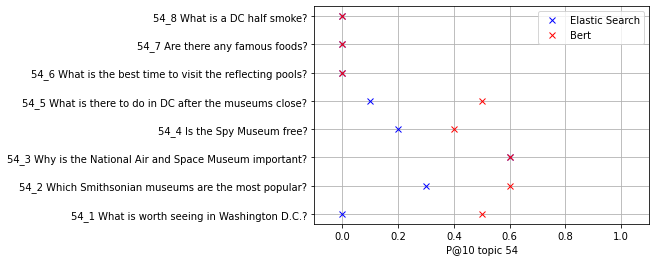 54_8 What is a DC half smoke?
54_7 Are there any famous foods?
54_6 What is the best time to visit the reflecting pools?
54_5 What is there to do in DC after the museums close?
54_4 Is the Spy Museum free?
54_3 Why is the National Air and Space Museum important?
54_2 Which Smithsonian museums are the most popular?
54_1 What is worth seeing in Washington D.C.?
Elastic Search
Bert
0.0 0.2 0.4 0.6 0.8 1.0
P@10 topic 54